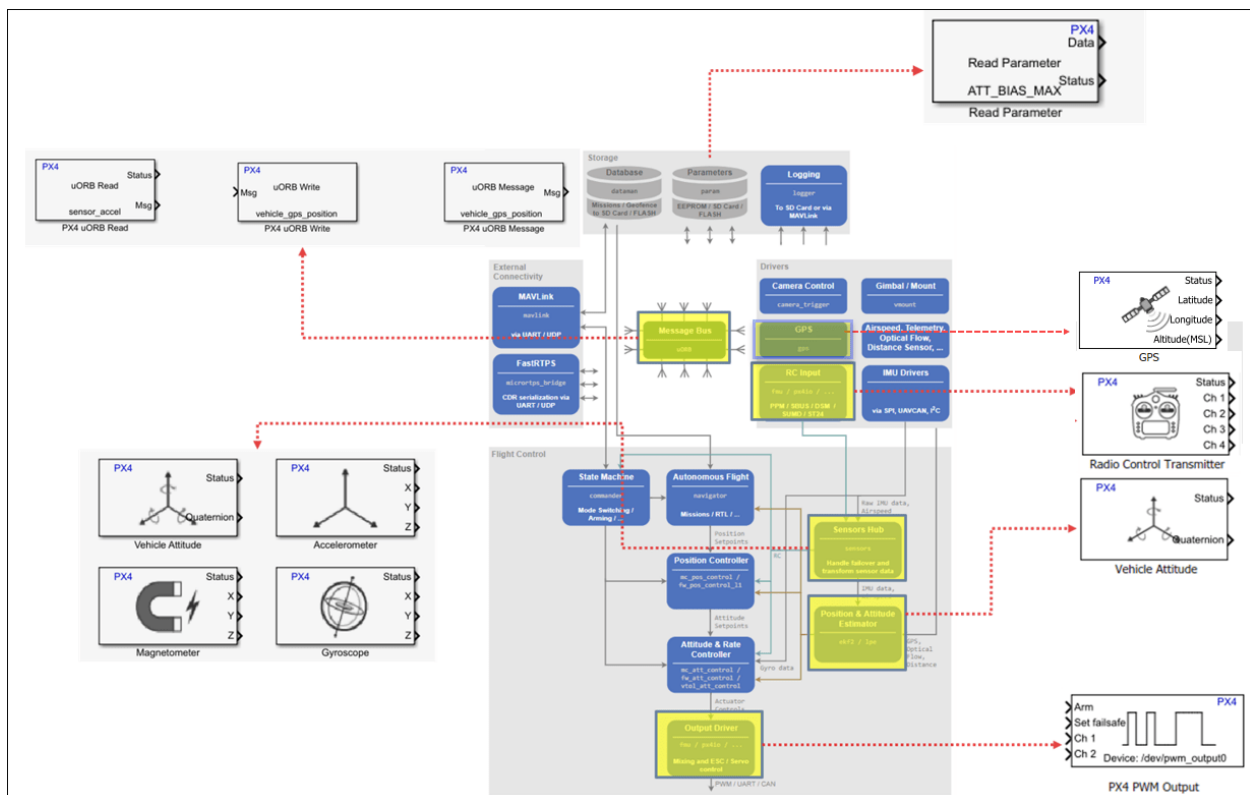 PX4
Data
Read Parameter
Status
ATT_BIAS_MAX
Read Parameter
PX4
Status
uORB Read
Msg
sensor_accel
PX4 uORB Read
PX4
Msg
uORB Write
vehicle_gps_position
PX4 uORB Write
PX4
uORB Message
Msg
vehicle_gps_position
PX4 uORB Message
Storage
Database
dataman
Missions / Geofence
to SD Card / FLASH
Parameters
param
EEPROM / SD Card /
FLASH
Logging
logger
To SD Card or via
MAVLink
External
Connectivity
MAVLink
mavlink
via UART / UDP
FastRTPS
micrortps_bridge
CDR serialization via
UART / UDP
Message Bus
uORB
Drivers
Camera Control
camera_trigger
Gimbal / Mount
vmount
GPS
gps
Airspeed, Telemetry,
Optical Flow,
Distance Sensor, ...
RC Input
fmu / px4io / ...
PPM / SBUS / DSM /
SUMD / ST24
IMU Drivers
via SPI, UAVCAN, I²C
PX4
Status
Latitude
Longitude
Altitude(MSL)
GPS
PX4
Status
Ch 1
Ch 2
Ch 3
Ch 4
Radio Control Transmitter
PX4
Status
Quaternion
Vehicle Attitude
PX4
Status
Quaternion
Vehicle Attitude
PX4
Status
X
Y
Z
Accelerometer
PX4
Status
X
Y
Z
Magnetometer
PX4
Status
X
Y
Z
Gyroscope
Flight Control
State Machine
commander
Mode Switching /
Arming / ...
Autonomous Flight
navigator
Missions / RTL / ...
Raw IMU data,
Airspeed
Position
Setpoints
RC
Sensors Hub
sensors
Handle failover and
transform sensor data
Position Controller
mc_pos_control /
fw_pos_control_l1
IMU data,
Attitude
Setpoints
Position & Attitude
Estimator
ekf2 / lpe
Attitude & Rate
Controller
mc_att_control /
fw_att_control /
vtol_att_control
Gyro data
GPS,
Optical
Flow,
Distance
Actuator
Controls
Output Driver
fmu / px4io / ...
Mixing and ESC / Servo
control
PWM / UART / CAN
PX4
Arm
Set failsafe
Ch 1
Ch 2
Device: /dev/pwm_output0
PX4 PWM Output